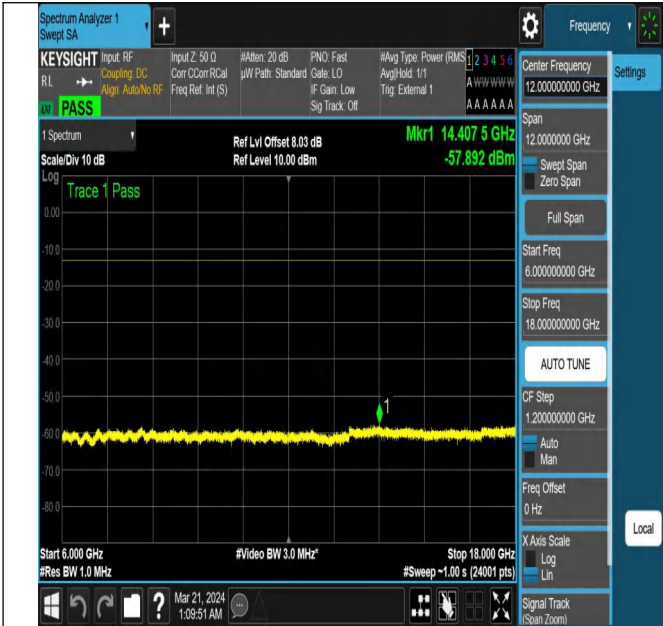 Spectrum Analyzer 1
Swept SA
Frequency
KEYSIGHT
RL
PASS
Input: RF
Coupling: DC
Align: Auto/No RF
Input Z: 50 Ω
Corr CCorr RCal
Freq Ref: Int (S)
#Atten: 20 dB
µW Path: Standard
PNO: Fast
Gate: LO
IF Gain: Low
Sig Track: Off
#Avg Type: Power (RMS
Avg|Hold: 1/1
Trig: External 1
1 2 3 4 5 6
A W W W W W
A A A A A A
1 Spectrum
Scale/Div 10 dB
Ref Lvl Offset 8.03 dB
Ref Level 10.00 dBm
Mkr1 14.407 5 GHz
-57.892 dBm
Log
Trace 1 Pass
0.00
-10.0
-20.0
-30.0
-40.0
-50.0
-60.0
-70.0
-80.0
1
Start 6.000 GHz
#Res BW 1.0 MHz
#Video BW 3.0 MHz*
Stop 18.000 GHz
#Sweep ~1.00 s (24001 pts)
Mar 21, 2024
1:09:51 AM
Center Frequency
12.000000000 GHz
Settings
Span
12.0000000 GHz
Swept Span
Zero Span
Full Span
Start Freq
6.000000000 GHz
Stop Freq
18.000000000 GHz
AUTO TUNE
CF Step
1.200000000 GHz
Auto
Man
Freq Offset
0 Hz
Local
X Axis Scale
Log
Lin
Signal Track
(Span Zoom)